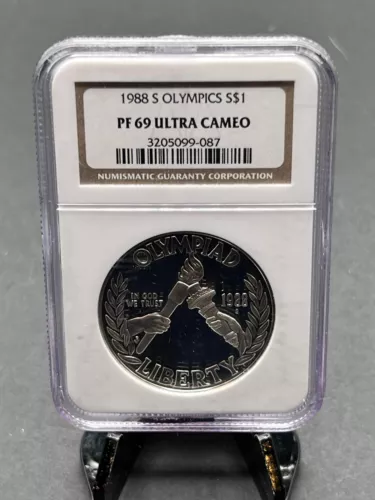 1988 S OLYMPICS S$1
PF 69 ULTRA CAMEO
3205099-087
NUMISMATIC GUARANTY CORPORATION
OLYMPIAD
IN GOD
WE TRUST
1988
S
LIBERTY